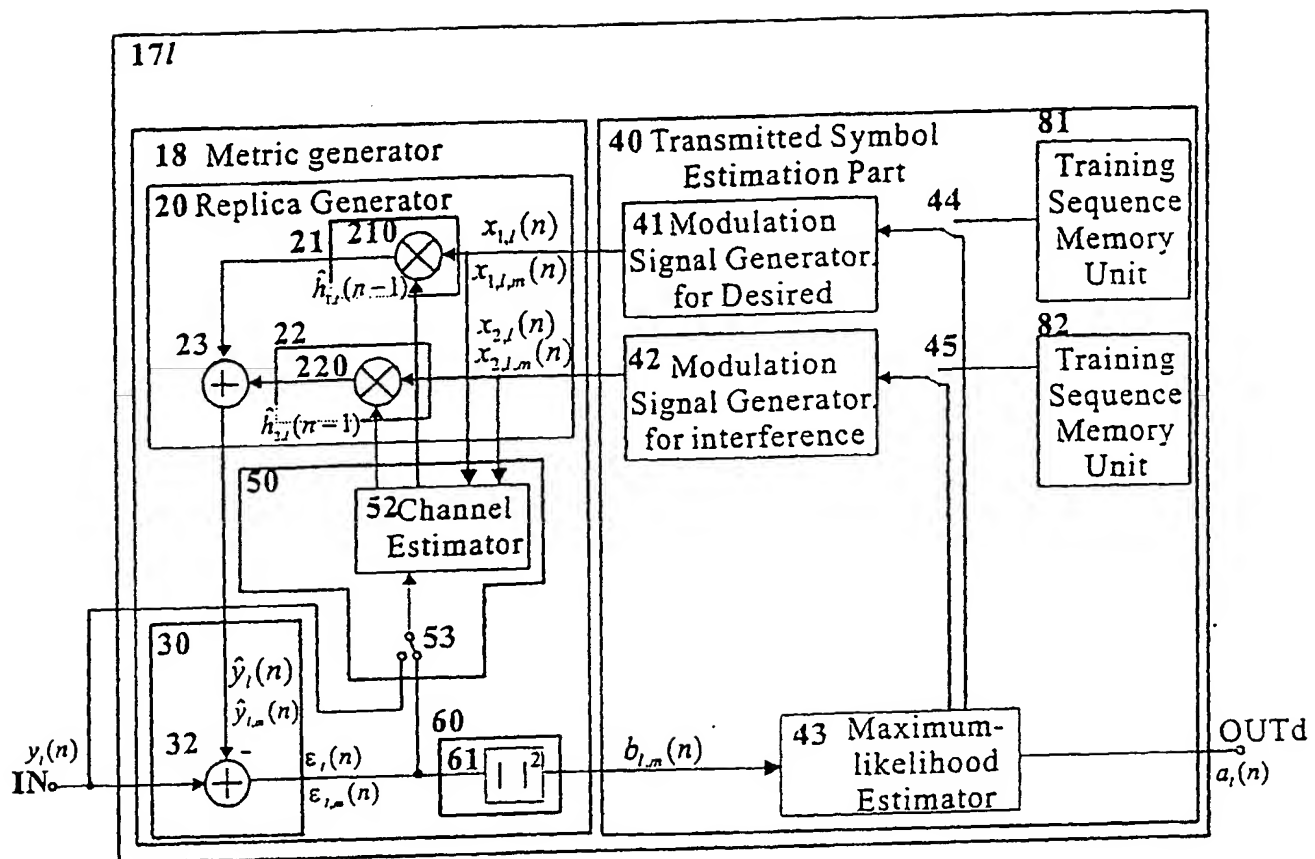 17l
18 Metric generator
20 Replica Generator
21
210
ĥ1,l(n−1)
x1,l(n)
x1,l,m(n)
22
220
ĥ2,l(n−1)
x2,l(n)
x2,l,m(n)
23
50
52 Channel
Estimator
53
30
ŷl(n)
ŷl,m(n)
32
-
yl(n)
IN
εl(n)
εl,m(n)
60
61
| |²
bl,m(n)
40 Transmitted Symbol
Estimation Part
41 Modulation
Signal Generator.
for Desired
42 Modulation
Signal Generator.
for interference
43 Maximum-
likelihood
Estimator
44
45
81
Training
Sequence
Memory
Unit
82
Training
Sequence
Memory
Unit
OUTd
al(n)